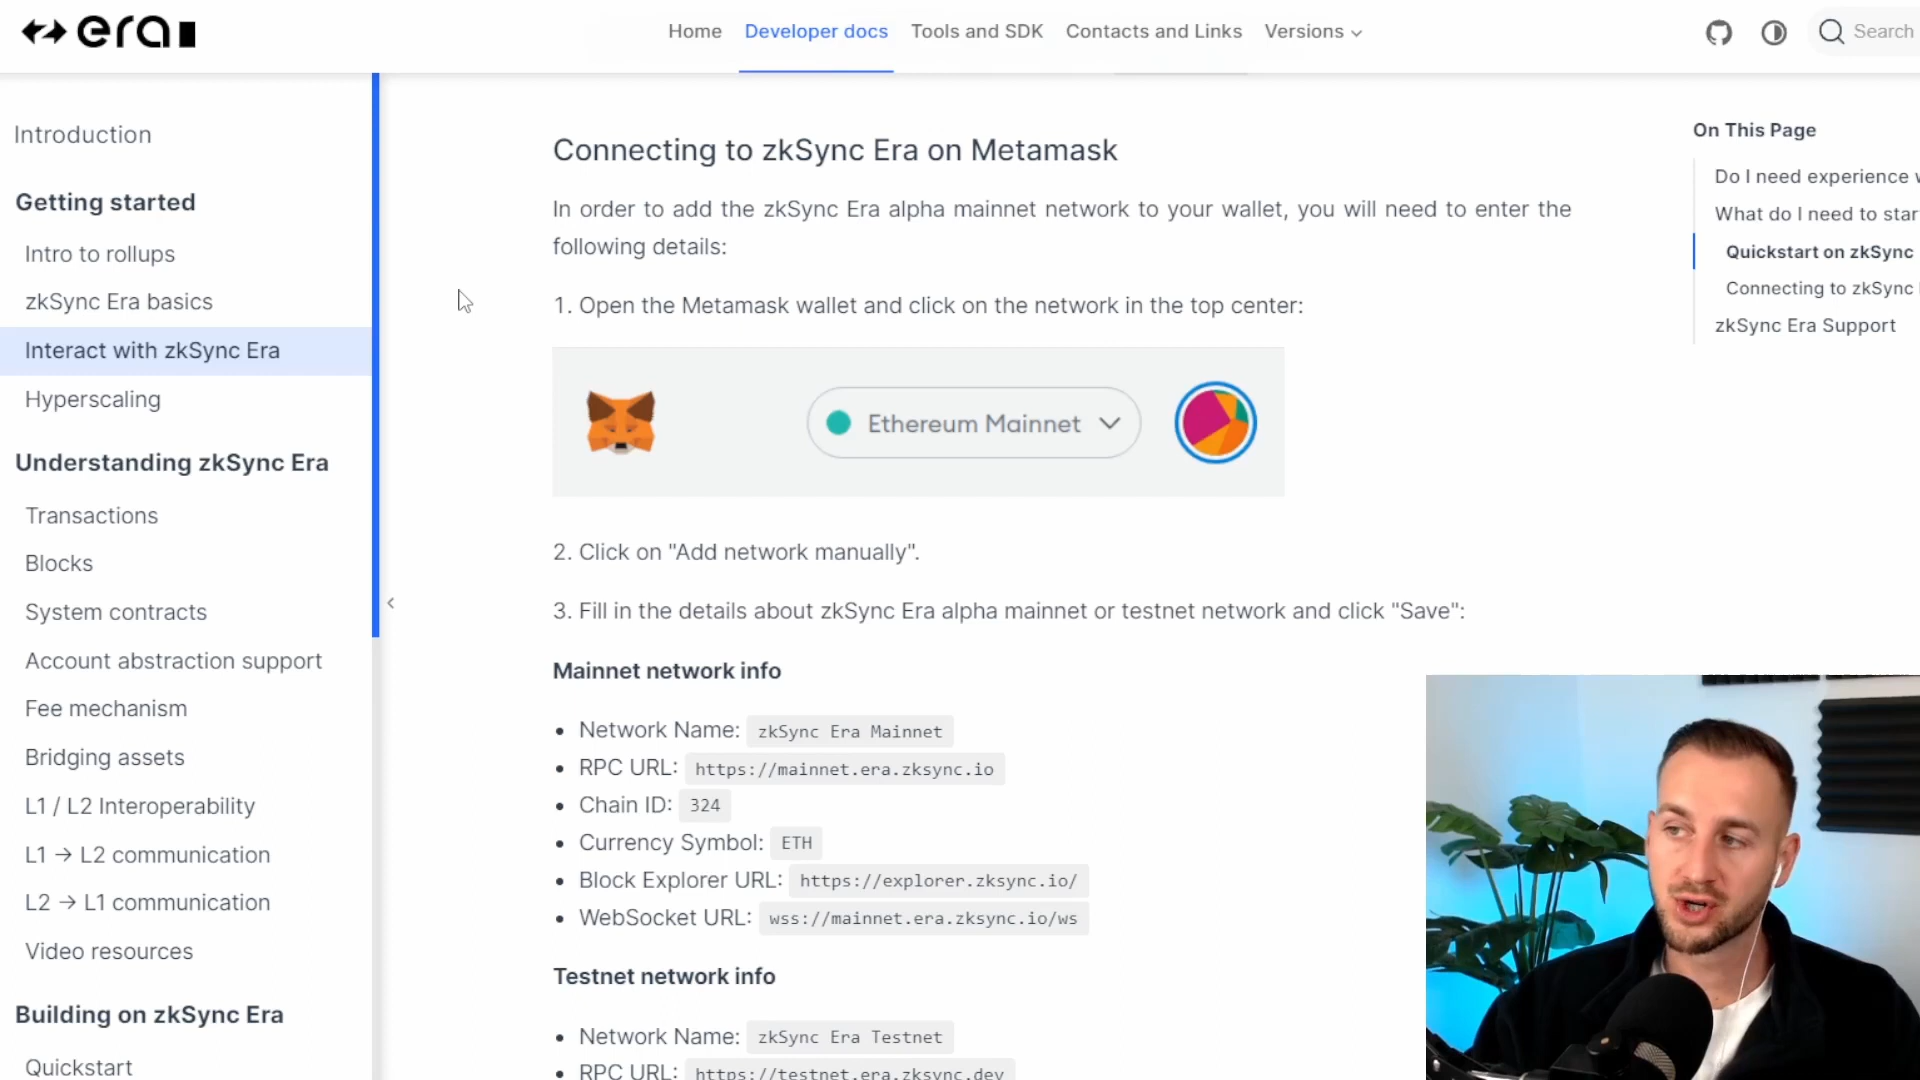 era
Home Developer docs Tools and SDK Contacts and Links Versions
Search
Introduction
Getting started
Intro to rollups
zkSync Era basics
Interact with zkSync Era
Hyperscaling
Understanding zkSync Era
Transactions
Blocks
System contracts
Account abstraction support
Fee mechanism
Bridging assets
L1 / L2 Interoperability
L1 → L2 communication
L2 → L1 communication
Video resources
Building on zkSync Era
Quickstart
Connecting to zkSync Era on Metamask
In order to add the zkSync Era alpha mainnet network to your wallet, you will need to enter the
following details:
1. Open the Metamask wallet and click on the network in the top center:
Ethereum Mainnet
2. Click on "Add network manually".
3. Fill in the details about zkSync Era alpha mainnet or testnet network and click "Save":
Mainnet network info
• Network Name: zkSync Era Mainnet
• RPC URL: https://mainnet.era.zksync.io
• Chain ID: 324
• Currency Symbol: ETH
• Block Explorer URL: https://explorer.zksync.io/
• WebSocket URL: wss://mainnet.era.zksync.io/ws
Testnet network info
• Network Name: zkSync Era Testnet
• RPC URL: https://testnet.era.zksync.dev
On This Page
Do I need experience
What do I need to star
Quickstart on zkSync
Connecting to zkSync
zkSync Era Support